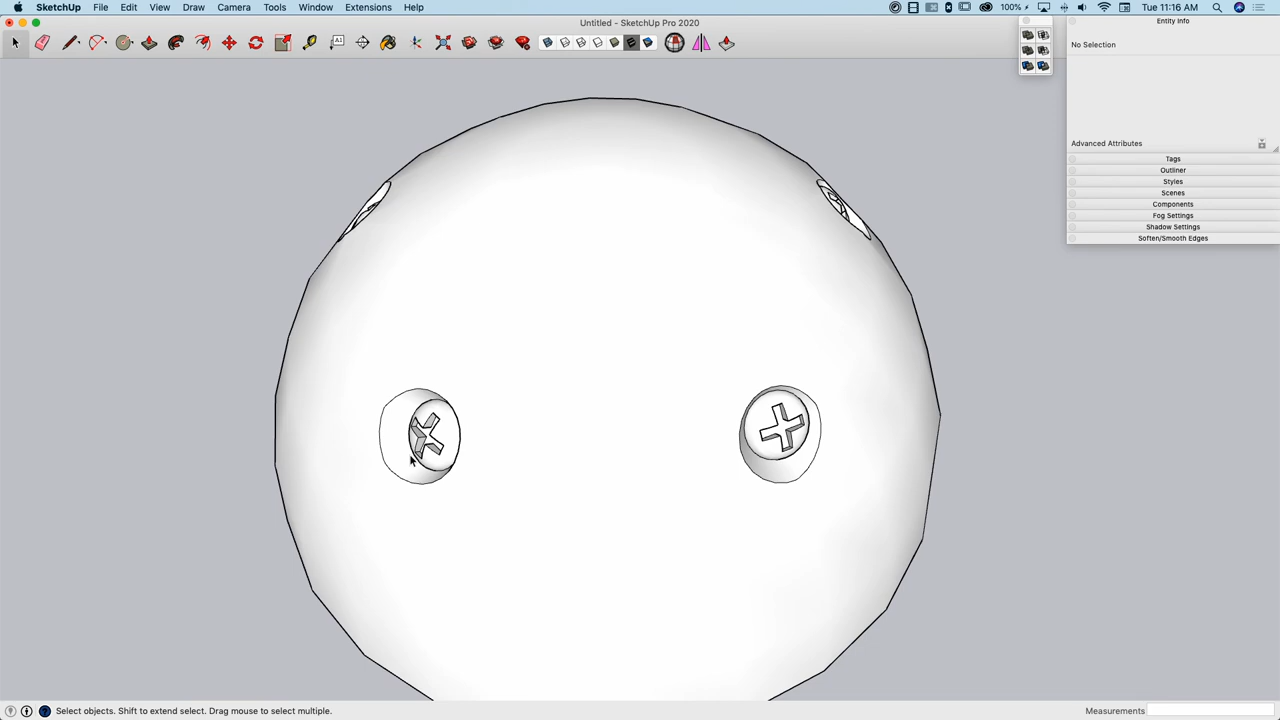 SketchUp File Edit View Draw Camera Tools Window Extensions Help 100% Tue 11:16 AM
Untitled - SketchUp Pro 2020
Entity Info
No Selection
Advanced Attributes
Tags
Outliner
Styles
Scenes
Components
Fog Settings
Shadow Settings
Soften/Smooth Edges
Select objects. Shift to extend select. Drag mouse to select multiple. Measurements